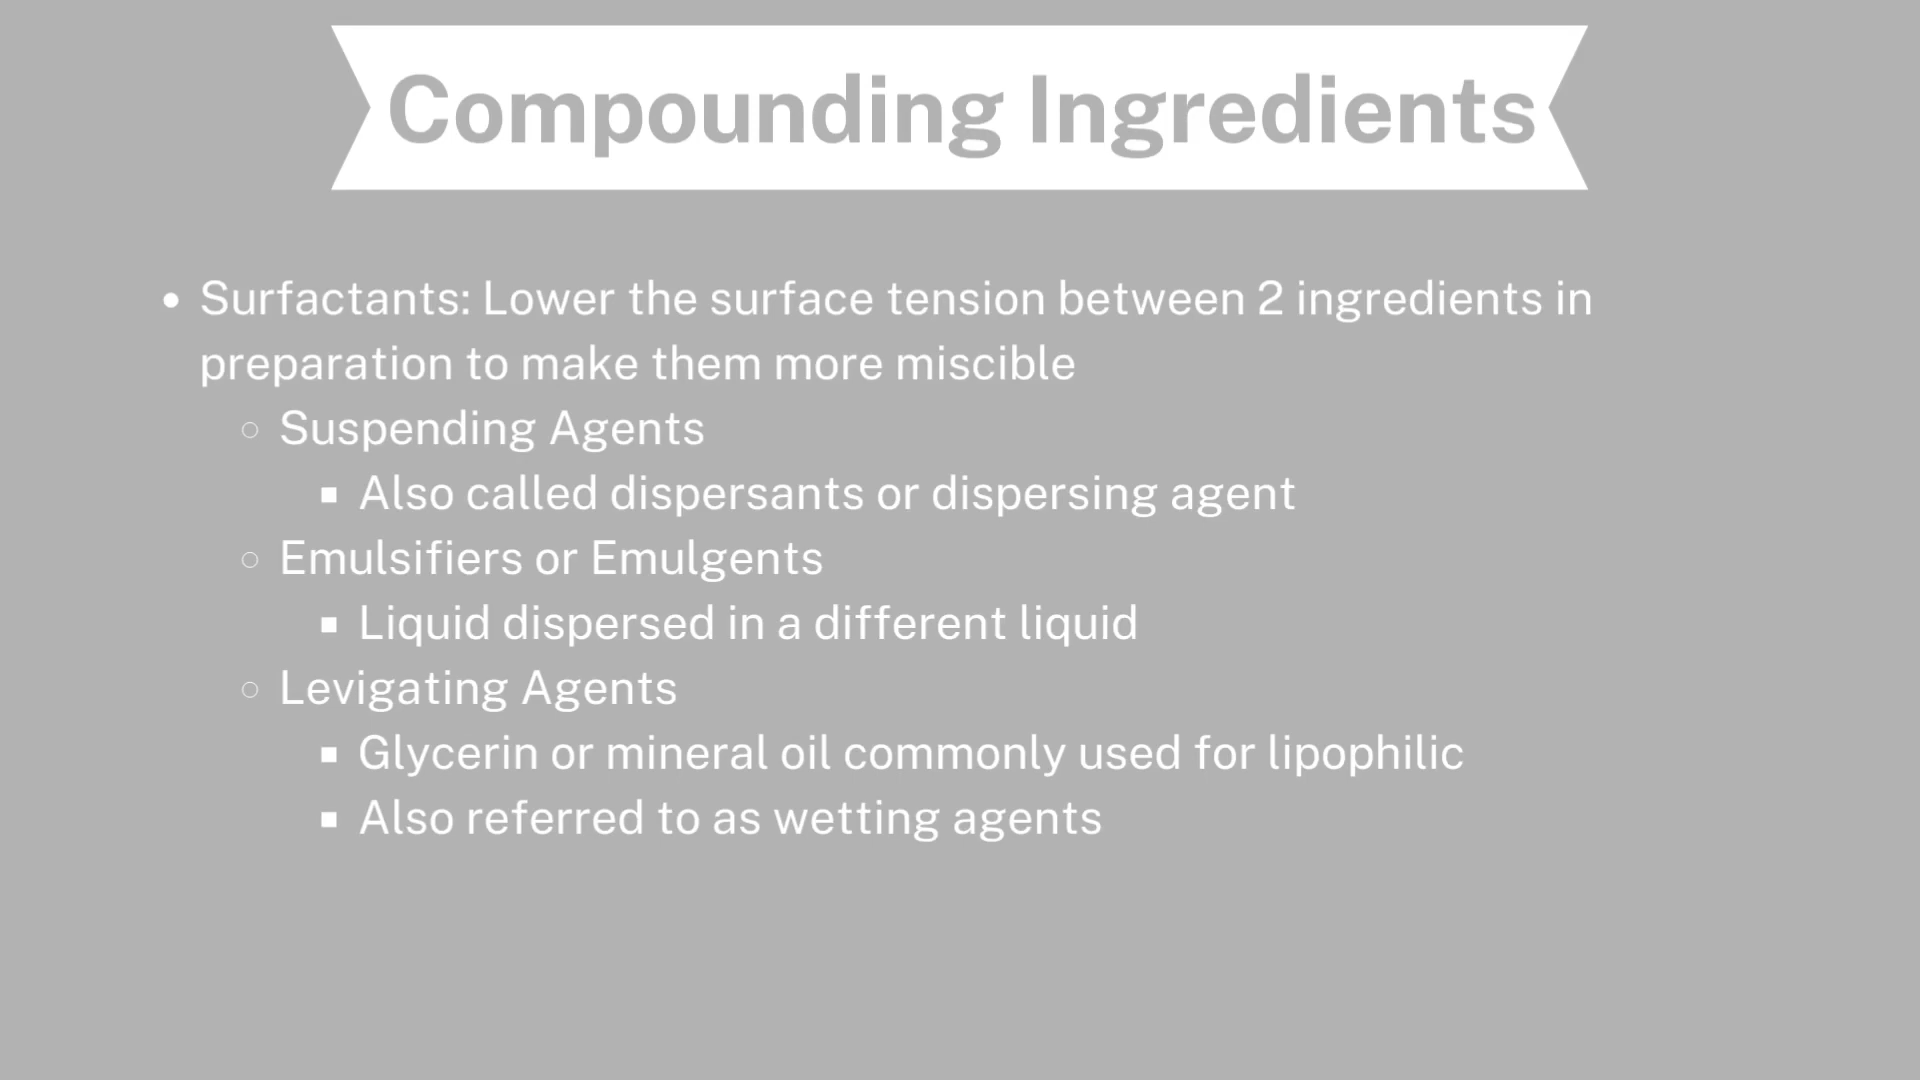 Compounding Ingredients
• Surfactants: Lower the surface tension between 2 ingredients in
preparation to make them more miscible
○ Suspending Agents
▪ Also called dispersants or dispersing agent
○ Emulsifiers or Emulgents
▪ Liquid dispersed in a different liquid
○ Levigating Agents
▪ Glycerin or mineral oil commonly used for lipophilic
▪ Also referred to as wetting agents